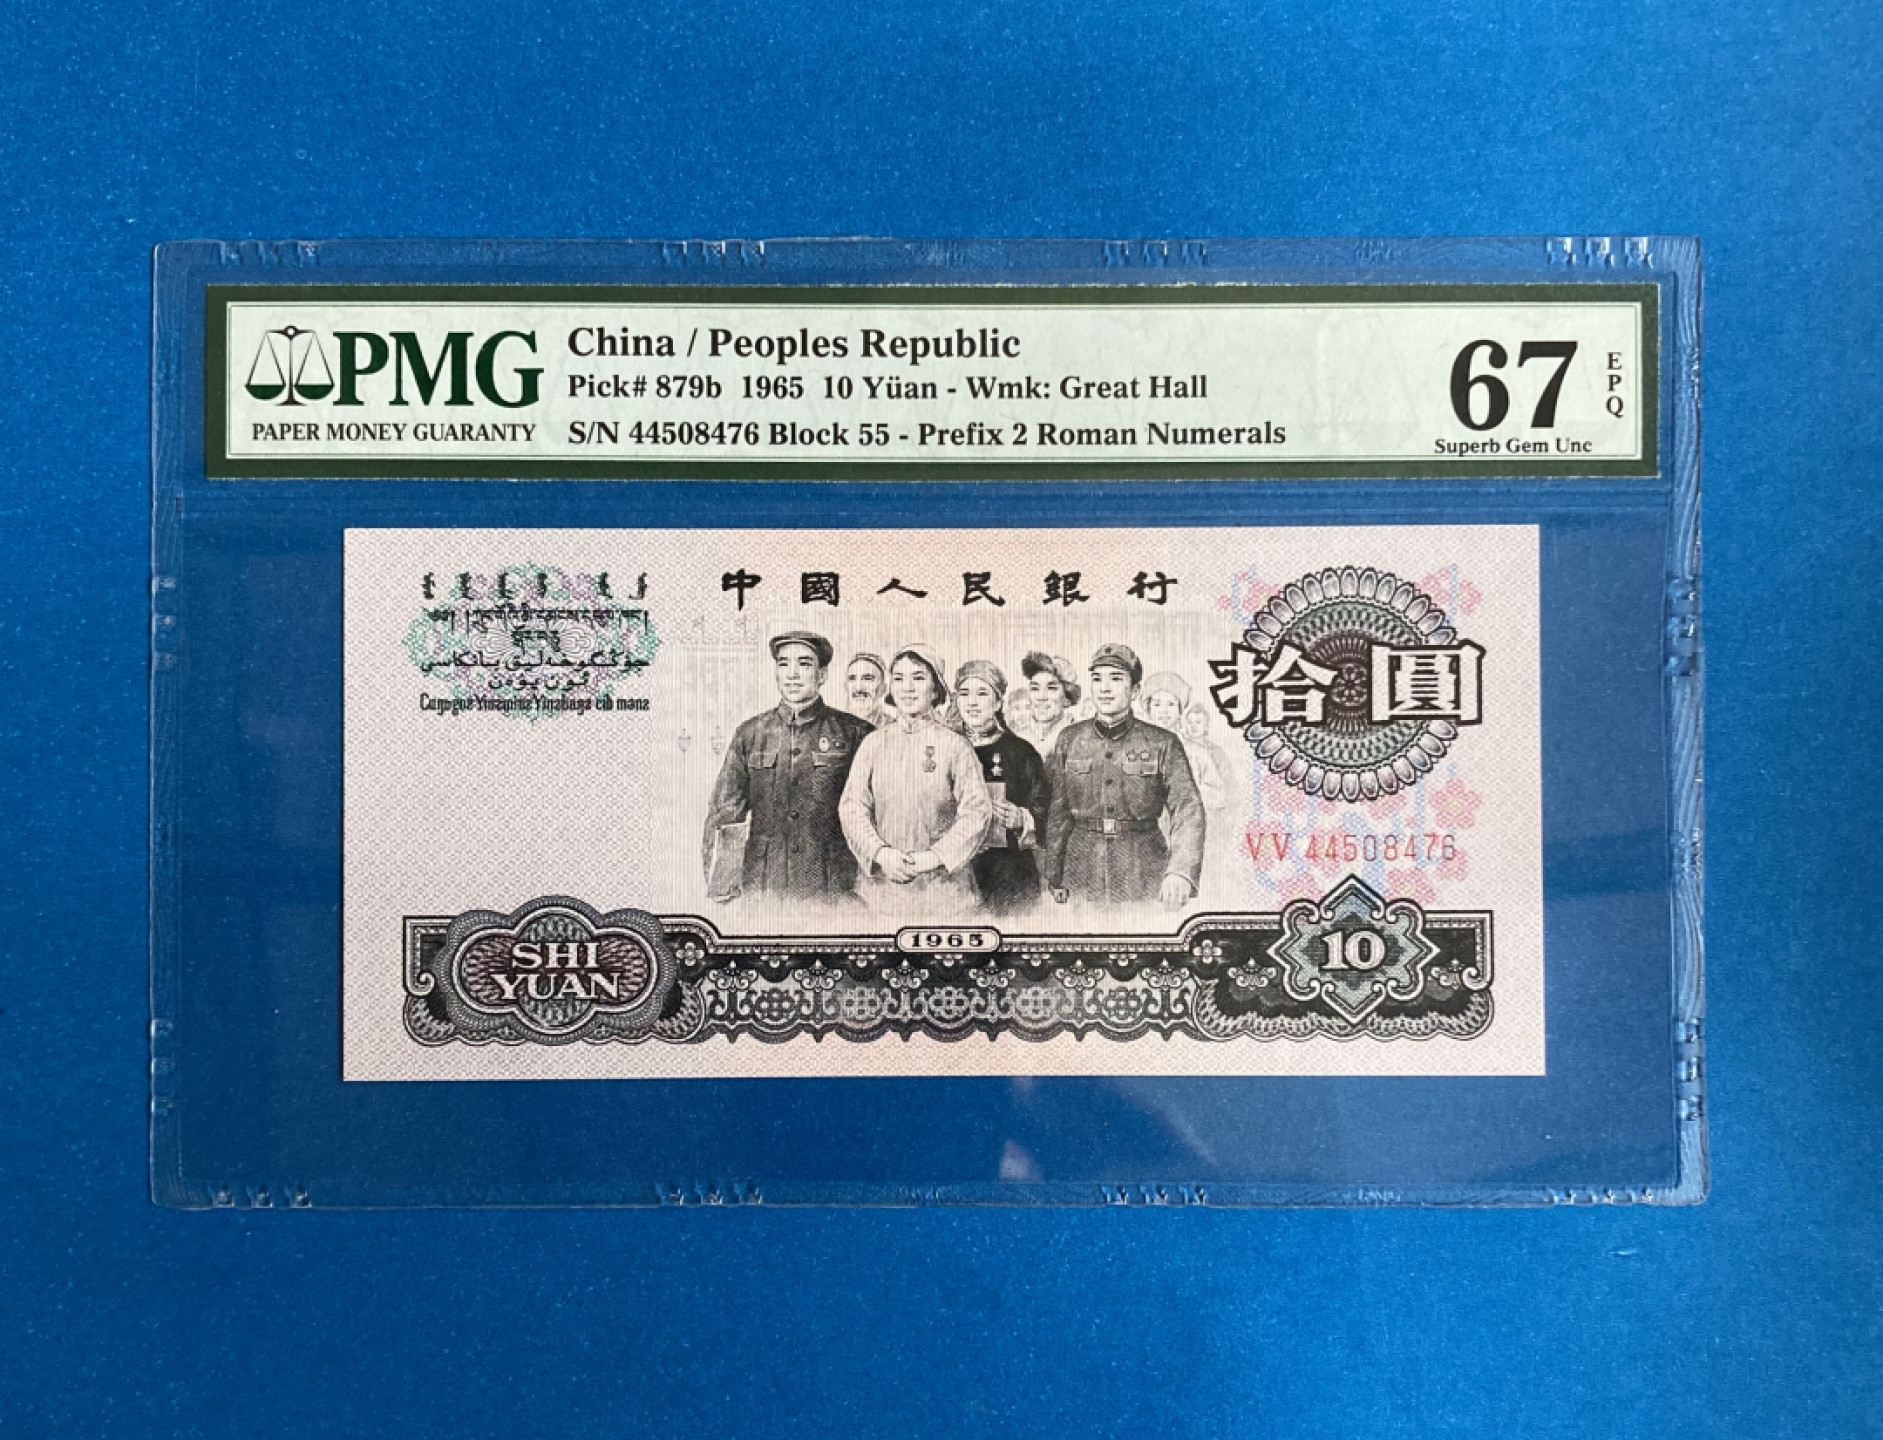 PMG
PAPER MONEY GUARANTY
China / Peoples Republic
Pick# 879b 1965 10 Yüan - Wmk: Great Hall
S/N 44508476 Block 55 - Prefix 2 Roman Numerals
67
EPQ
Superb Gem Unc
中國人民銀行
拾圓
VV 44508476
1965
SHI
YUAN
10